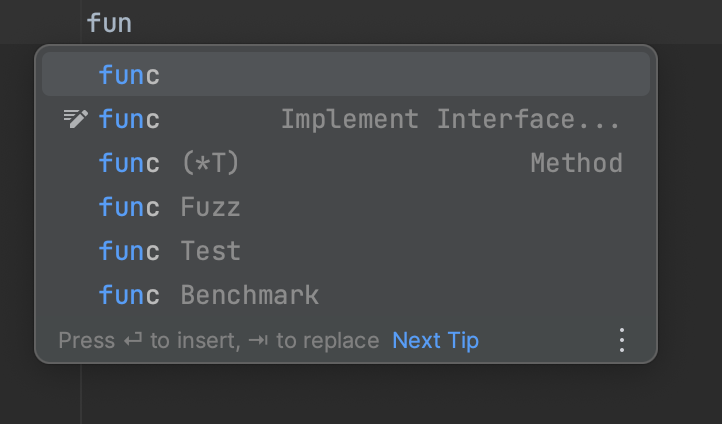 fun
func
func Implement Interface...
func (*T) Method
func Fuzz
func Test
func Benchmark
Press ⏎ to insert, ⇥ to replace Next Tip